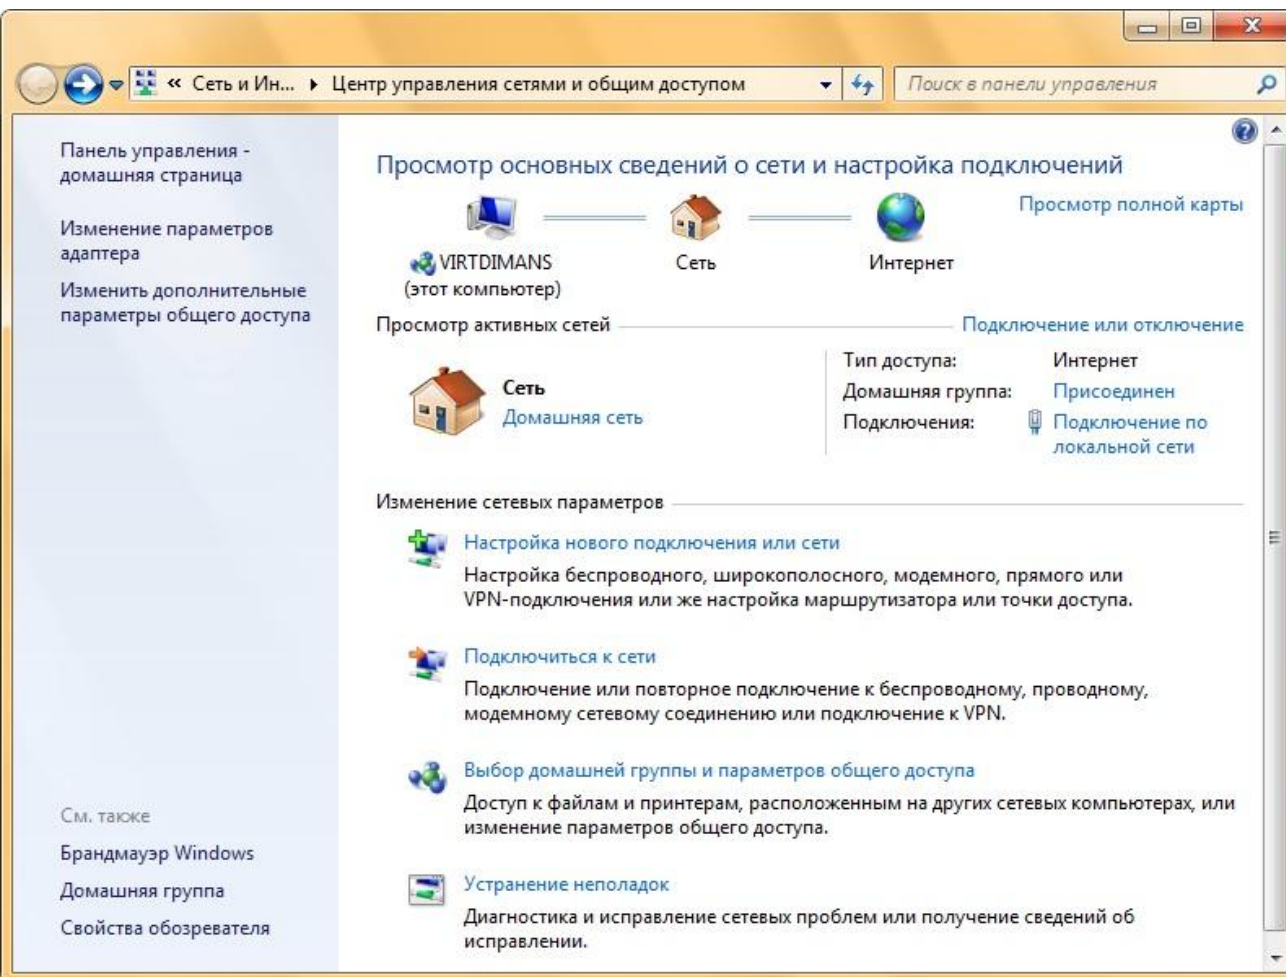 « Сеть и Ин... Центр управления сетями и общим доступом Поиск в панели управления
Панель управления -
домашняя страница
Изменение параметров
адаптера
Изменить дополнительные
параметры общего доступа
См. также
Брандмауэр Windows
Домашняя группа
Свойства обозревателя
Просмотр основных сведений о сети и настройка подключений
Просмотр полной карты
VIRTDIMANS
(этот компьютер)
Сеть
Интернет
Просмотр активных сетей
Подключение или отключение
Сеть
Домашняя сеть
Тип доступа: Интернет
Домашняя группа: Присоединен
Подключения: Подключение по
локальной сети
Изменение сетевых параметров
Настройка нового подключения или сети
Настройка беспроводного, широкополосного, модемного, прямого или
VPN-подключения или же настройка маршрутизатора или точки доступа.
Подключиться к сети
Подключение или повторное подключение к беспроводному, проводному,
модемному сетевому соединению или подключение к VPN.
Выбор домашней группы и параметров общего доступа
Доступ к файлам и принтерам, расположенным на других сетевых компьютерах, или
изменение параметров общего доступа.
Устранение неполадок
Диагностика и исправление сетевых проблем или получение сведений об
исправлении.